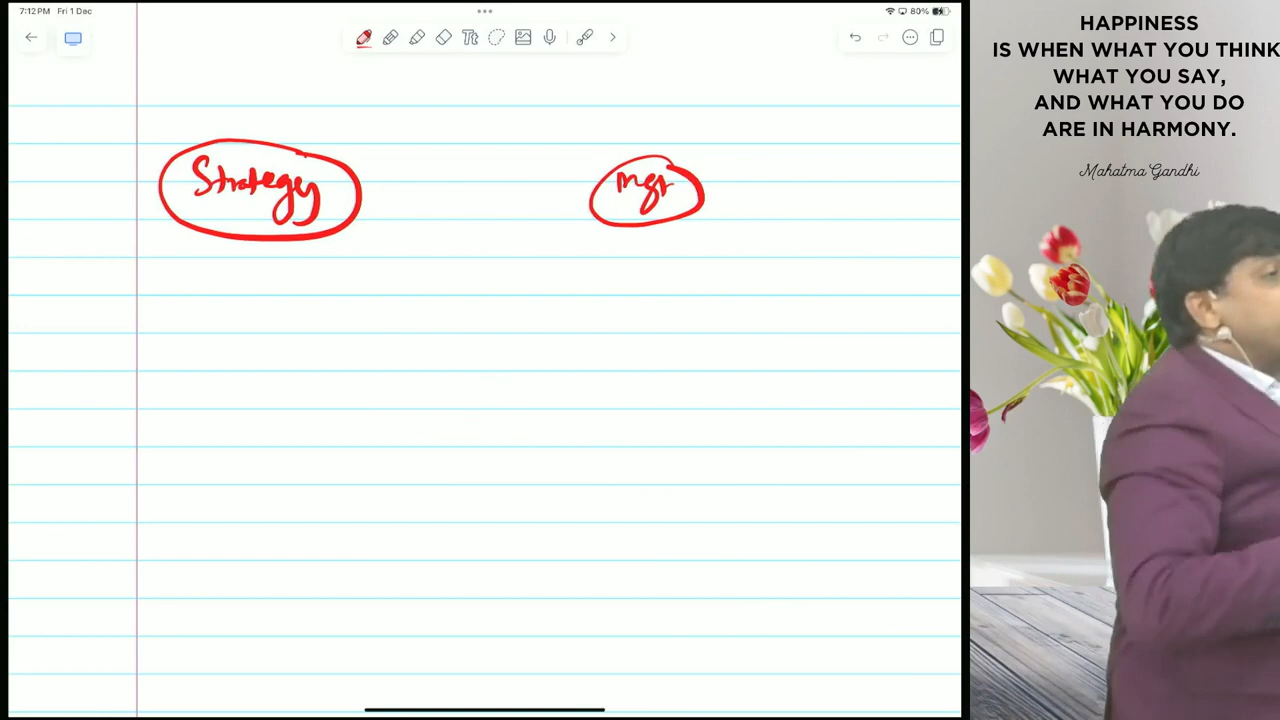 7:12 PM Fri 1 Dec
80%
Tt
Strategy
mgt
HAPPINESS
IS WHEN WHAT YOU THINK
WHAT YOU SAY,
AND WHAT YOU DO
ARE IN HARMONY.
Mahatma Gandhi